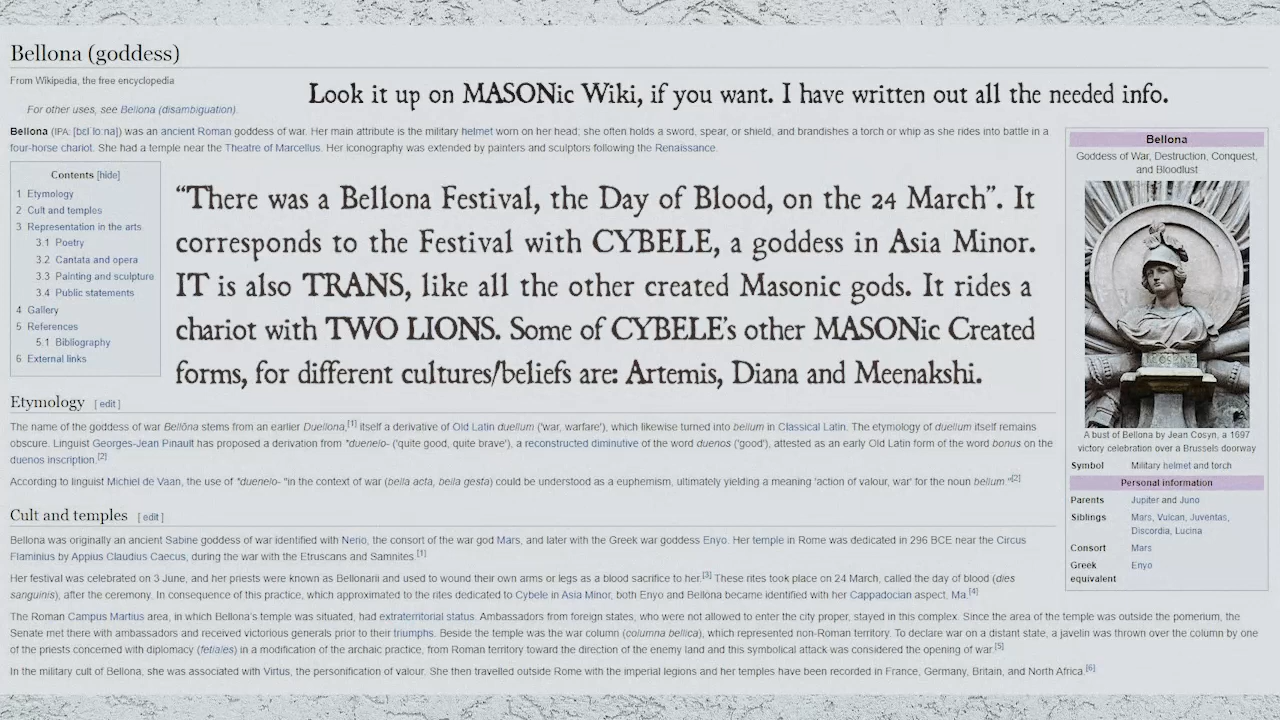 Bellona (goddess)
From Wikipedia, the free encyclopedia
Look it up on MASONic Wiki, if you want. I have written out all the needed info.
For other uses, see Bellona (disambiguation).
Bellona (IPA: [bɛlˈloːna]) was an ancient Roman goddess of war. Her main attribute is the military helmet worn on her head; she often holds a sword, spear, or shield, and brandishes a torch or whip as she rides into battle in a
four-horse chariot. She had a temple near the Theatre of Marcellus. Her iconography was extended by painters and sculptors following the Renaissance.
Contents [hide]
1 Etymology
2 Cult and temples
3 Representation in the arts
3.1 Poetry
3.2 Cantata and opera
3.3 Painting and sculpture
3.4 Public statements
4 Gallery
5 References
5.1 Bibliography
6 External links
“There was a Bellona Festival, the Day of Blood, on the 24 March”. It
corresponds to the Festival with CYBELE, a goddess in Asia Minor.
IT is also TRANS, like all the other created Masonic gods. It rides a
chariot with TWO LIONS. Some of CYBELE's other MASONic Created
forms, for different cultures/beliefs are: Artemis, Diana and Meenakshi.
Etymology [ edit ]
The name of the goddess of war Bellōna stems from an earlier Duellona,[1] itself a derivative of Old Latin duellum ('war, warfare'), which likewise turned into bellum in Classical Latin. The etymology of duellum itself remains
obscure. Linguist Georges-Jean Pinault has proposed a derivation from *duenelo- ('quite good, quite brave'), a reconstructed diminutive of the word duenos ('good'), attested as an early Old Latin form of the word bonus on the
duenos inscription.[2]
According to linguist Michiel de Vaan, the use of *duenelo- "in the context of war (bella acta, bella gesta) could be understood as a euphemism, ultimately yielding a meaning 'action of valour, war' for the noun bellum."[2]
Cult and temples [ edit ]
Bellona was originally an ancient Sabine goddess of war identified with Nerio, the consort of the war god Mars, and later with the Greek war goddess Enyo. Her temple in Rome was dedicated in 296 BCE near the Circus
Flaminius by Appius Claudius Caecus, during the war with the Etruscans and Samnites.[1]
Her festival was celebrated on 3 June, and her priests were known as Bellonarii and used to wound their own arms or legs as a blood sacrifice to her.[3] These rites took place on 24 March, called the day of blood (dies
sanguinis), after the ceremony. In consequence of this practice, which approximated to the rites dedicated to Cybele in Asia Minor, both Enyo and Bellona became identified with her Cappadocian aspect, Ma.[4]
The Roman Campus Martius area, in which Bellona's temple was situated, had extraterritorial status. Ambassadors from foreign states, who were not allowed to enter the city proper, stayed in this complex. Since the area of the temple was outside the pomerium, the
Senate met there with ambassadors and received victorious generals prior to their triumphs. Beside the temple was the war column (columna bellica), which represented non-Roman territory. To declare war on a distant state, a javelin was thrown over the column by one
of the priests concerned with diplomacy (fetiales) in a modification of the archaic practice, from Roman territory toward the direction of the enemy land and this symbolical attack was considered the opening of war.[5]
In the military cult of Bellona, she was associated with Virtus, the personification of valour. She then travelled outside Rome with the imperial legions and her temples have been recorded in France, Germany, Britain, and North Africa.[6]
Bellona
Goddess of War, Destruction, Conquest,
and Bloodlust
A bust of Bellona by Jean Cosyn, a 1697
victory celebration over a Brussels doorway
Symbol Military helmet and torch
Personal information
Parents Jupiter and Juno
Siblings Mars, Vulcan, Juventas,
Discordia, Lucina
Consort Mars
Greek Enyo
equivalent